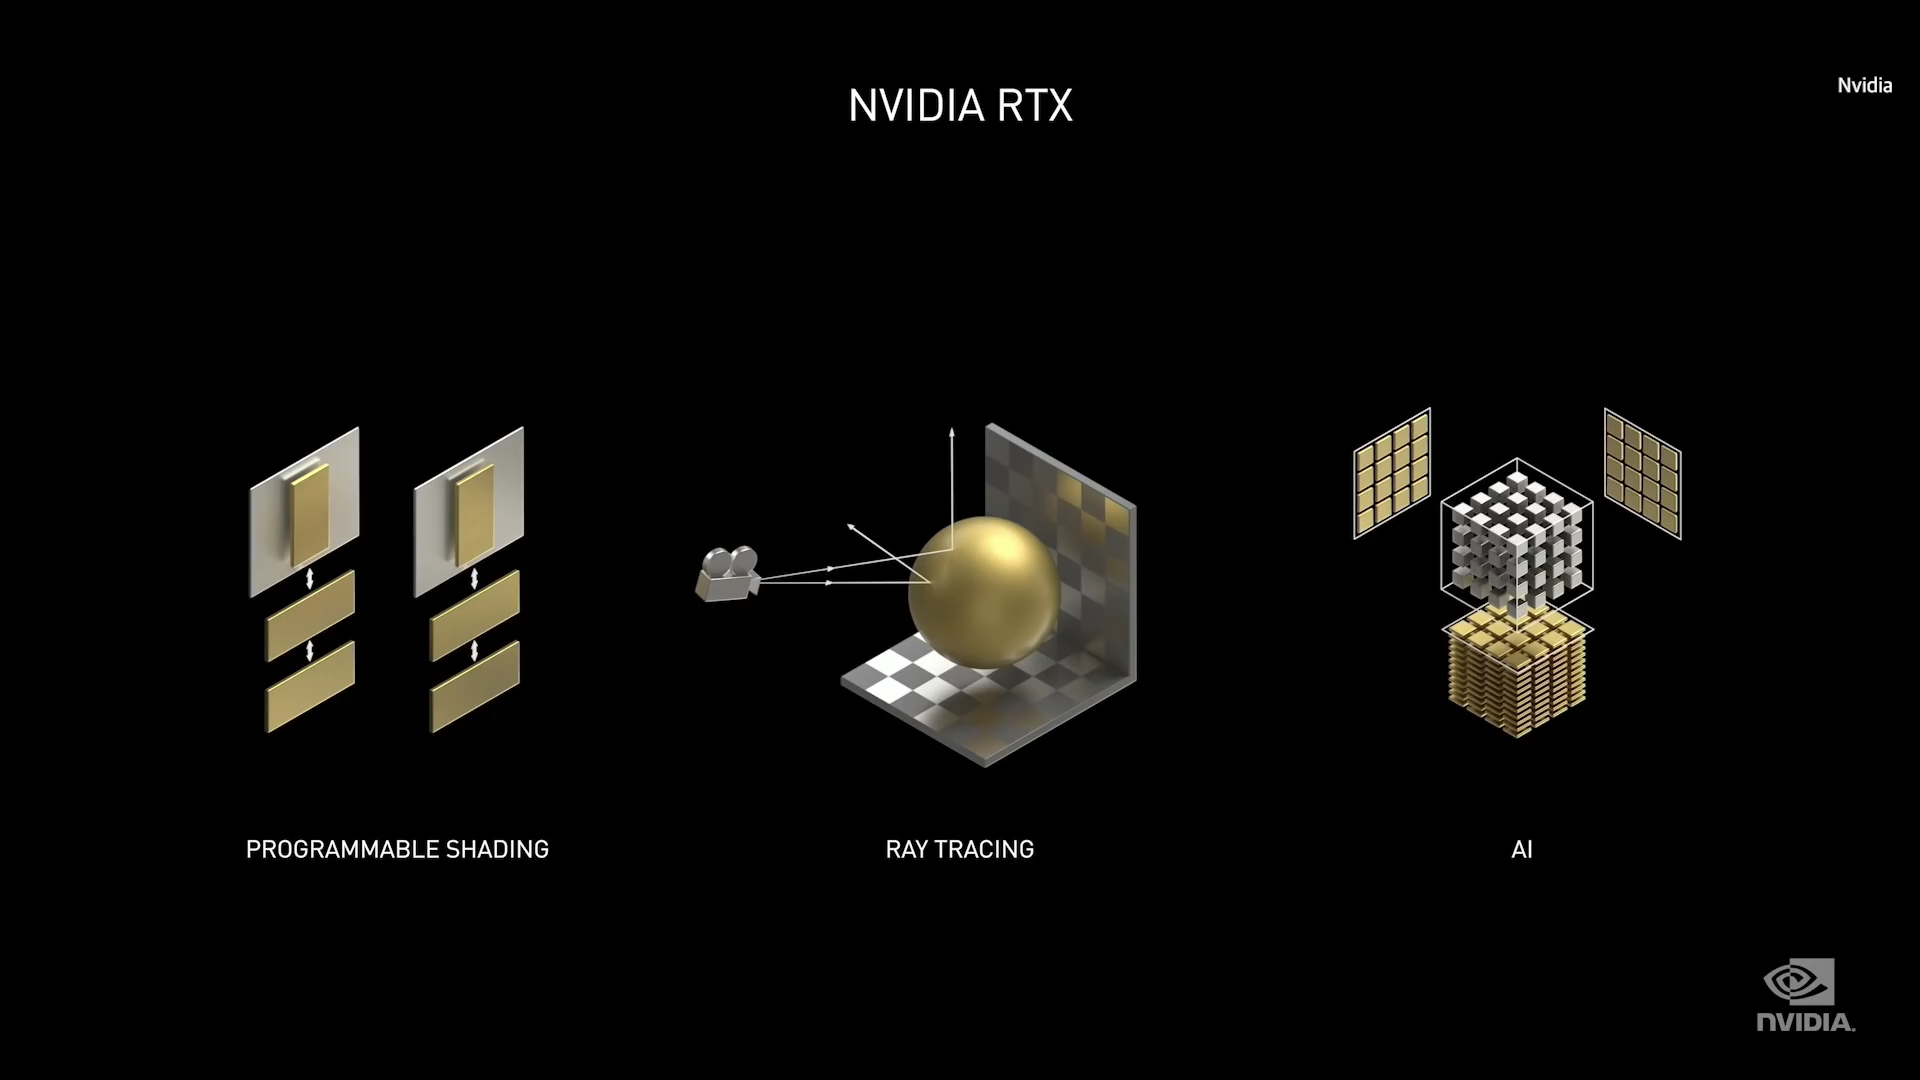 NVIDIA RTX
Nvidia
PROGRAMMABLE SHADING
RAY TRACING
AI
NVIDIA.